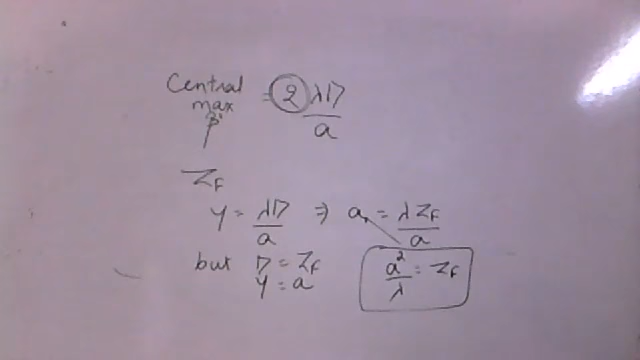 Central
max = 2 λD/a
β'
Z_F
y = λD/a ⇒ a = λ Z_F/a
but D = Z_F
y = a
a²/λ = Z_F